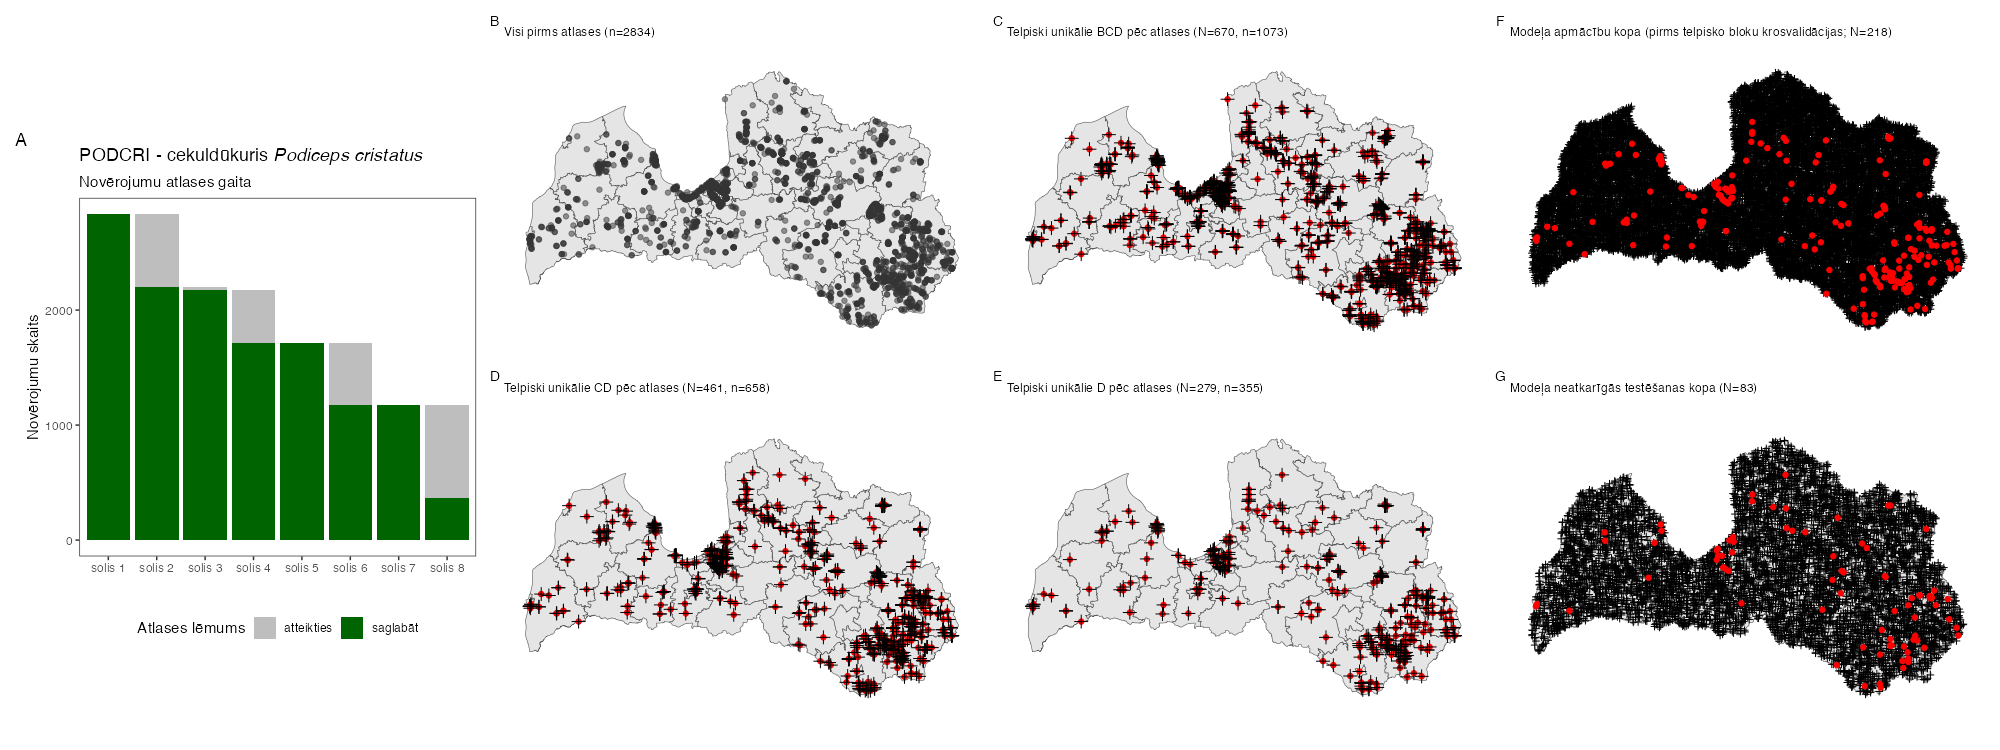 A
PODCRI - cekuldūkuris Podiceps cristatus
Novērojumu atlases gaita
Novērojumu skaits
2000
1000
0
solis 1 solis 2 solis 3 solis 4 solis 5 solis 6 solis 7 solis 8
Atlases lēmums atteikties saglabāt
B
Visi pirms atlases (n=2834)
C
Telpiski unikālie BCD pēc atlases (N=670, n=1073)
F
Modeļa apmācību kopa (pirms telpisko bloku krosvalidācijas; N=218)
D
Telpiski unikālie CD pēc atlases (N=461, n=658)
E
Telpiski unikālie D pēc atlases (N=279, n=355)
G
Modeļa neatkarīgās testēšanas kopa (N=83)